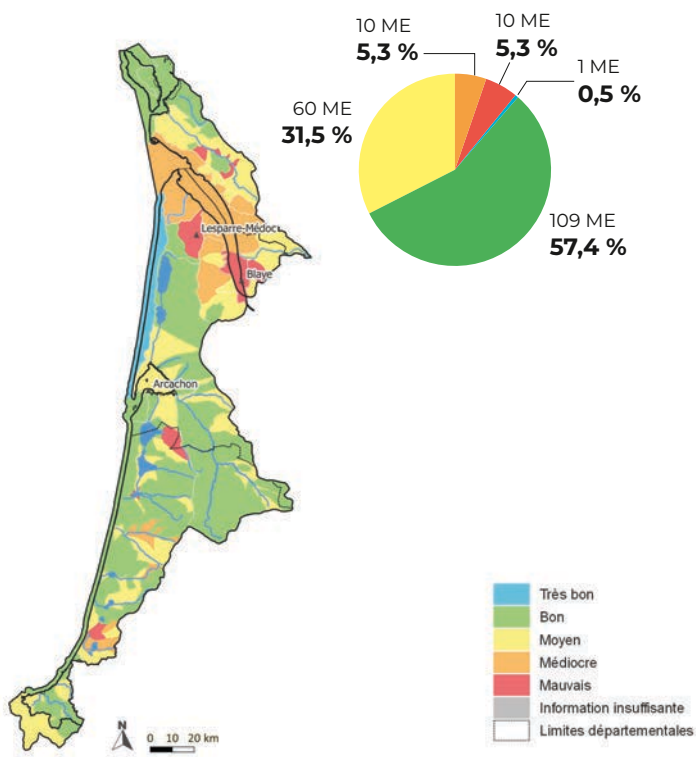 10 ME
5,3 %
10 ME
5,3 %
1 ME
0,5 %
60 ME
31,5 %
109 ME
57,4 %
Lesparre-Médoc
Blaye
Arcachon
Très bon
Bon
Moyen
Médiocre
Mauvais
Information insuffisante
Limites départementales
N
0 10 20 km